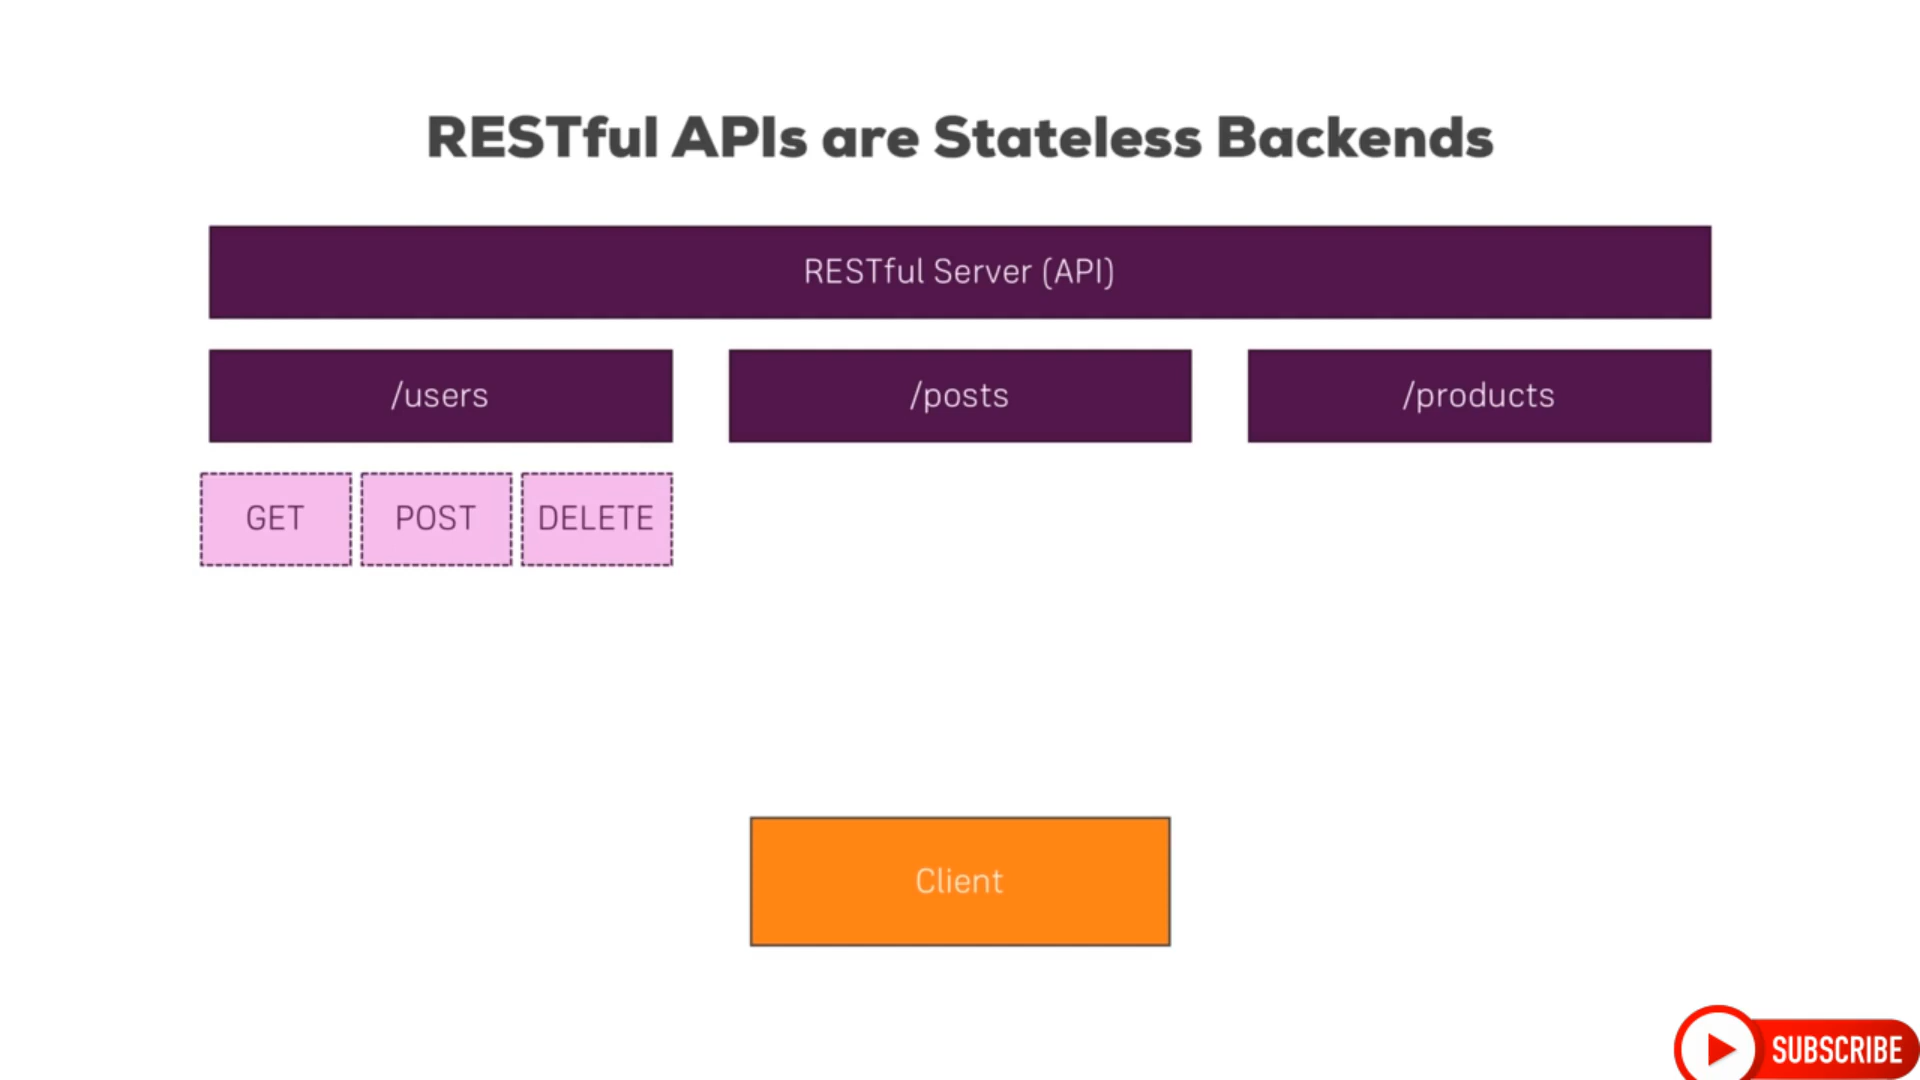 RESTful APIs are Stateless Backends
RESTful Server (API)
/users
/posts
/products
GET
POST
DELETE
Client
SUBSCRIBE